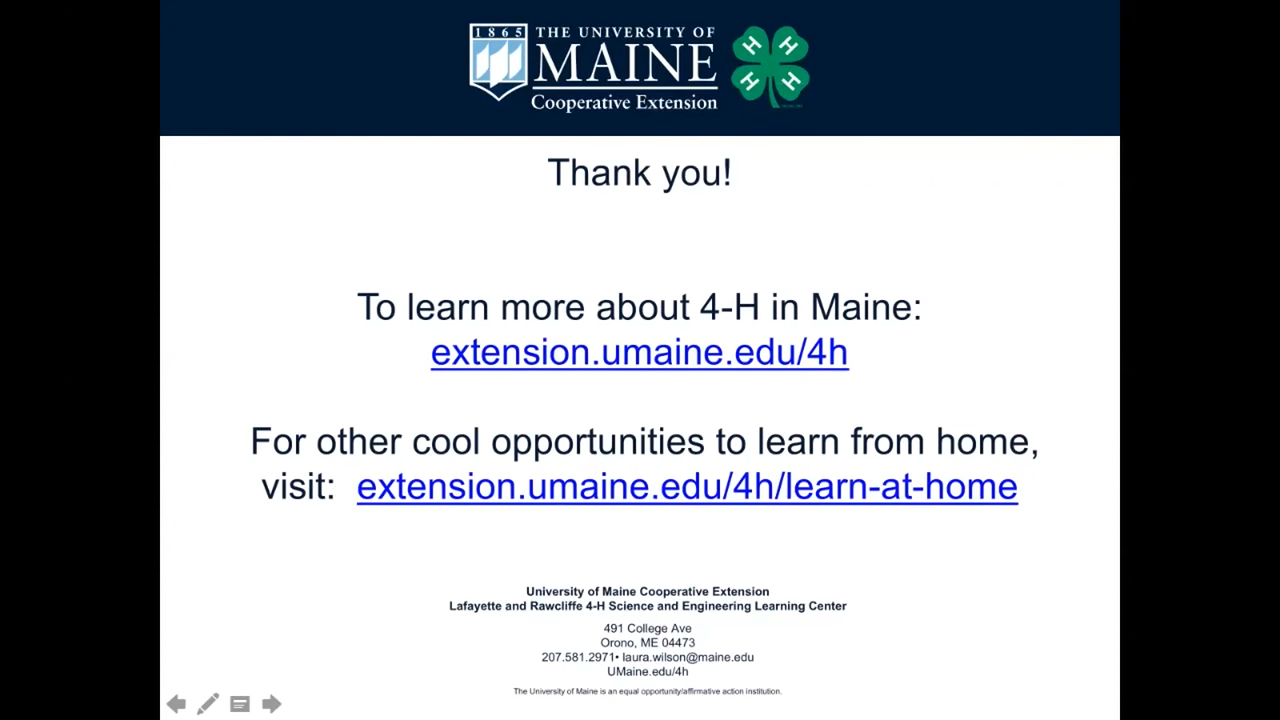 1865
THE UNIVERSITY OF
MAINE
Cooperative Extension
H H
H H
Thank you!
To learn more about 4-H in Maine:
extension.umaine.edu/4h
For other cool opportunities to learn from home,
visit: extension.umaine.edu/4h/learn-at-home
University of Maine Cooperative Extension
Lafayette and Rawcliffe 4-H Science and Engineering Learning Center
491 College Ave
Orono, ME 04473
207.581.2971• laura.wilson@maine.edu
UMaine.edu/4h
The University of Maine is an equal opportunity/affirmative action institution.